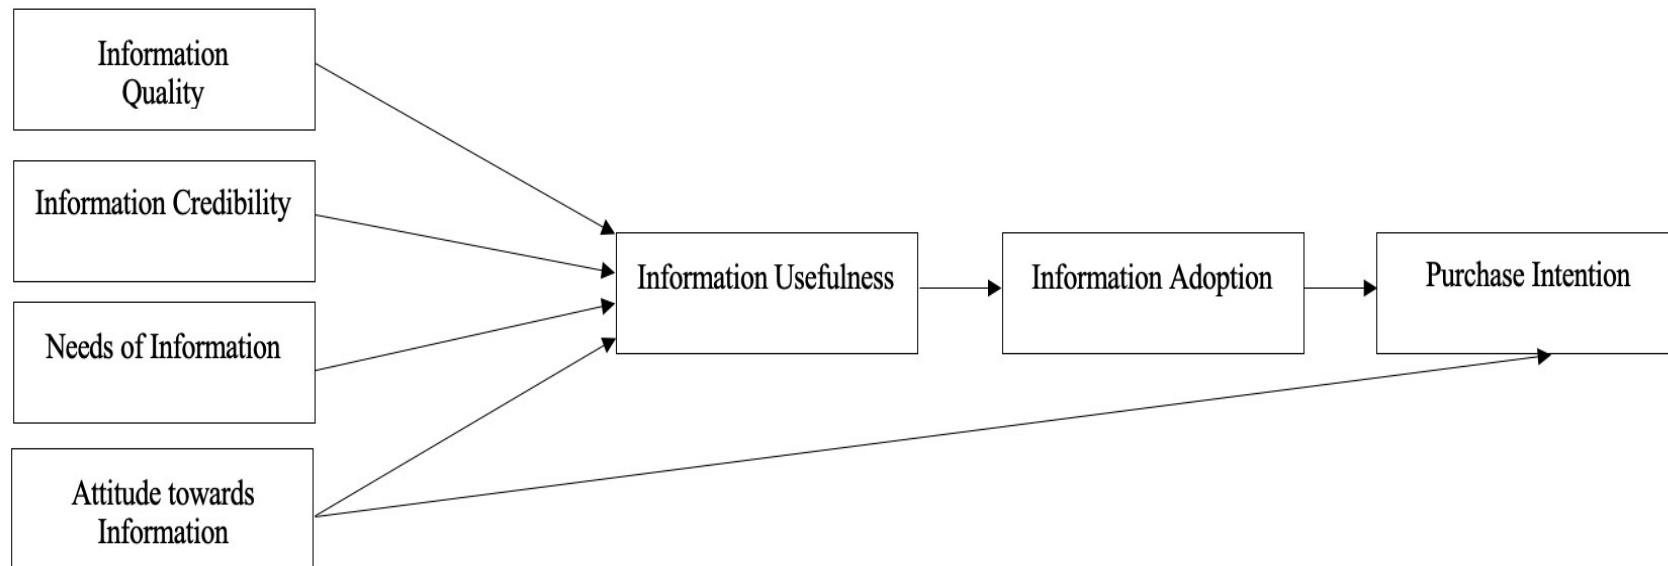 Information
Quality
Information Credibility
Needs of Information
Attitude towards
Information
Information Usefulness
Information Adoption
Purchase Intention